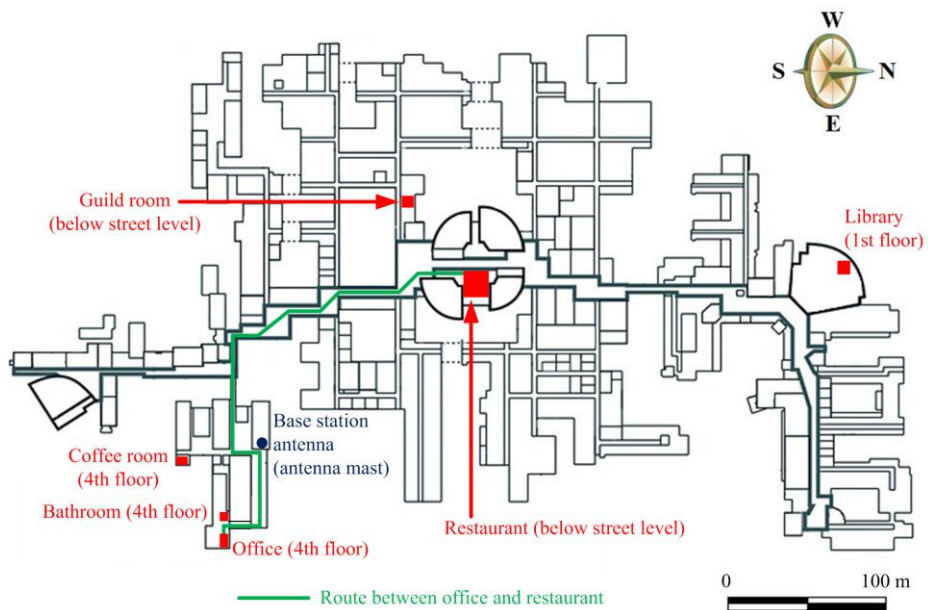 W
S N
E
Guild room
(below street level)
Library
(1st floor)
Base station
antenna
(antenna mast)
Coffee room
(4th floor)
Bathroom (4th floor)
Office (4th floor)
Restaurant (below street level)
Route between office and restaurant
0 100 m